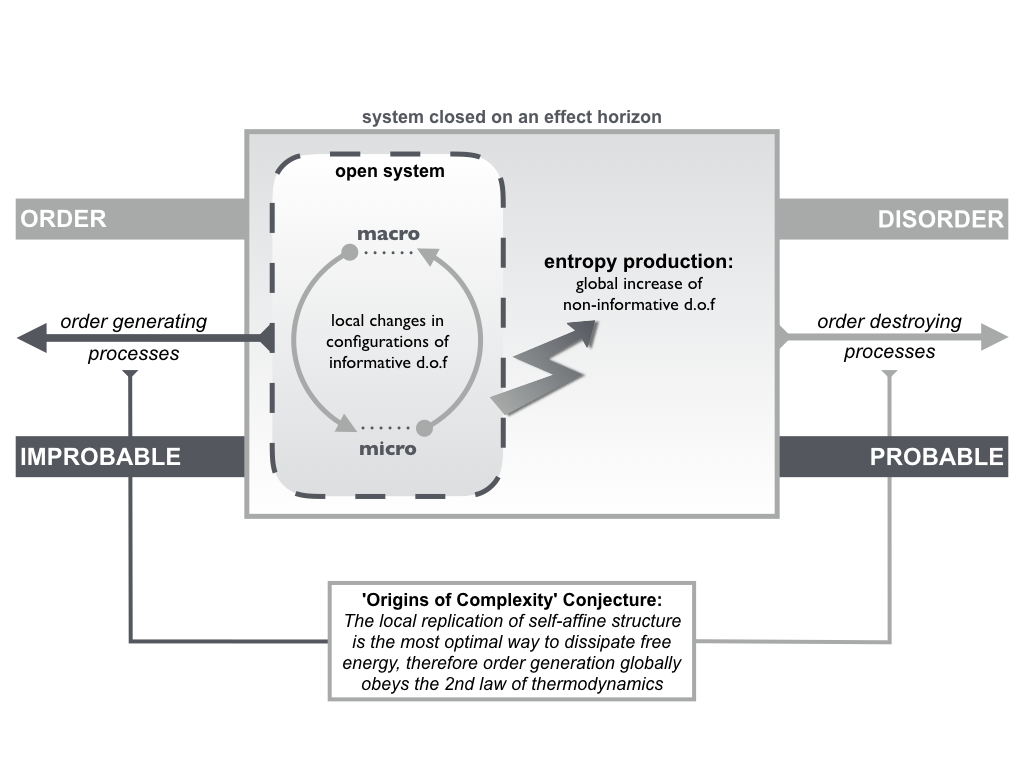 system closed on an effect horizon
open system
ORDER
DISORDER
macro
entropy production:
global increase of
non-informative d.o.f
order generating
processes
local changes in
configurations of
informative d.o.f
order destroying
processes
micro
IMPROBABLE
PROBABLE
'Origins of Complexity' Conjecture:
The local replication of self-affine structure
is the most optimal way to dissipate free
energy, therefore order generation globally
obeys the 2nd law of thermodynamics